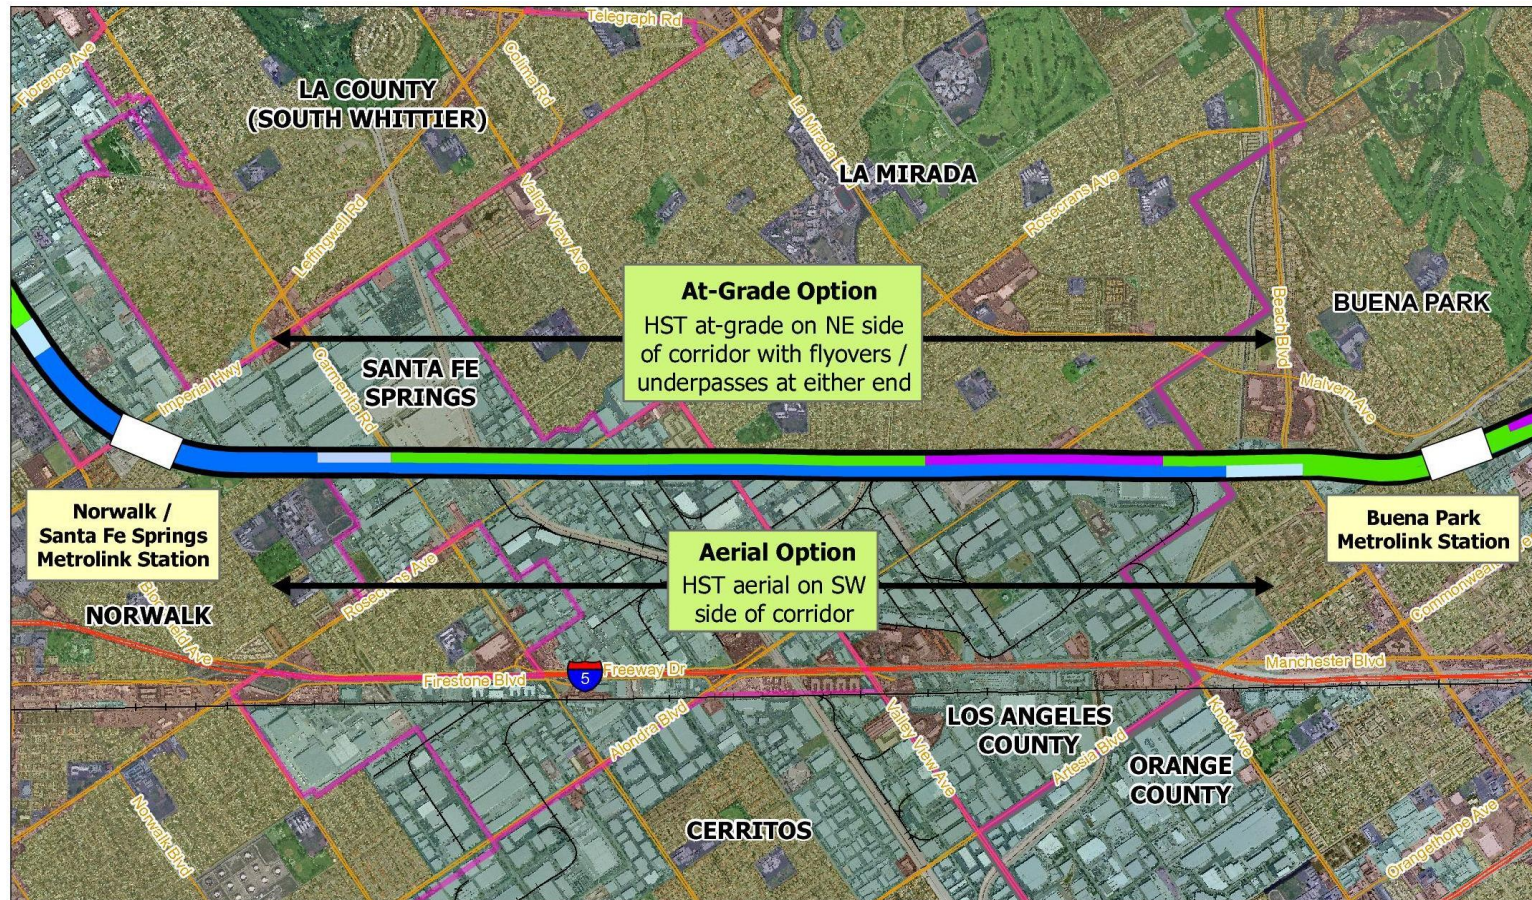 Telegraph Rd
Florence Ave
Colima Rd
LA COUNTY
(SOUTH WHITTIER)
LA MIRADA
Rosecrans Ave
Leffingwell Rd
Valley View Ave
At-Grade Option
HST at-grade on NE side
of corridor with flyovers /
underpasses at either end
Beach Blvd
BUENA PARK
Imperial Hwy
Carmenita Rd
SANTA FE
SPRINGS
Malvern Ave
Norwalk /
Santa Fe Springs
Metrolink Station
Buena Park
Metrolink Station
Aerial Option
HST aerial on SW
side of corridor
Rosecrans Ave
NORWALK
Firestone Blvd
5
Freeway Dr
Manchester Blvd
Alondra Blvd
Valley View Ave
LOS ANGELES
COUNTY
Artesia Blvd
Knott Ave
ORANGE
COUNTY
Norwalk Blvd
CERRITOS
Orangethorpe Ave